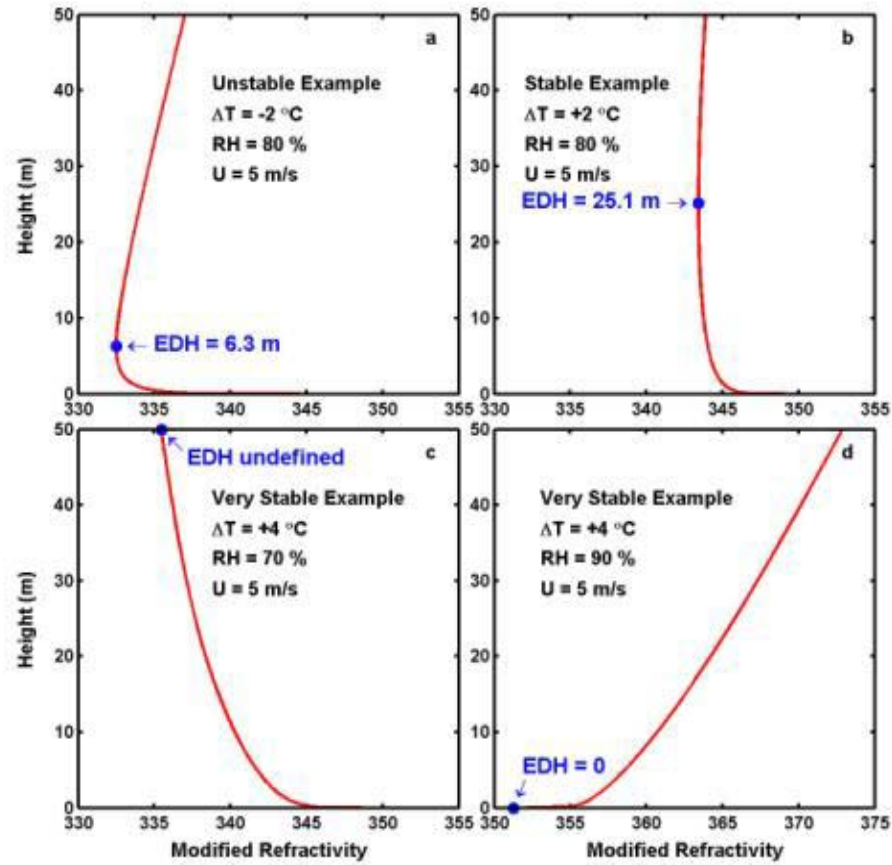 50
40
30
20
10
0
Height (m)
a
Unstable Example
ΔT = -2 °C
RH = 80 %
U = 5 m/s
← EDH = 6.3 m
330 335 340 345 350 355
50
40
30
20
10
0
b
Stable Example
ΔT = +2 °C
RH = 80 %
U = 5 m/s
EDH = 25.1 m →
330 335 340 345 350 355
50
40
30
20
10
0
Height (m)
EDH undefined
c
Very Stable Example
ΔT = +4 °C
RH = 70 %
U = 5 m/s
330 335 340 345 350 355
Modified Refractivity
50
40
30
20
10
0
d
Very Stable Example
ΔT = +4 °C
RH = 90 %
U = 5 m/s
EDH = 0
350 355 360 365 370 375
Modified Refractivity